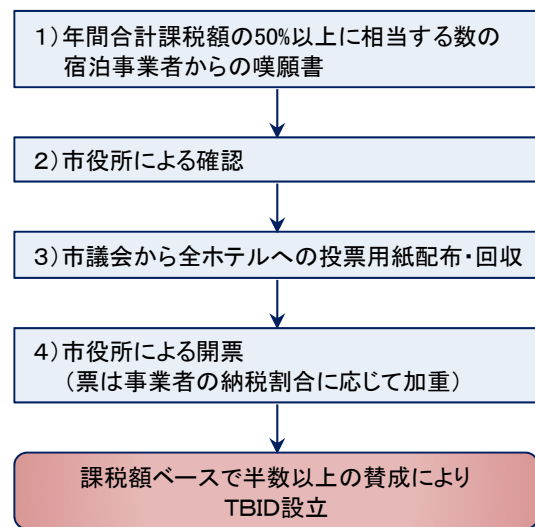 1）年間合計課税額の50%以上に相当する数の
宿泊事業者からの嘆願書
2）市役所による確認
3）市議会から全ホテルへの投票用紙配布・回収
4）市役所による開票
（票は事業者の納税割合に応じて加重）
課税額ベースで半数以上の賛成により
TBID設立